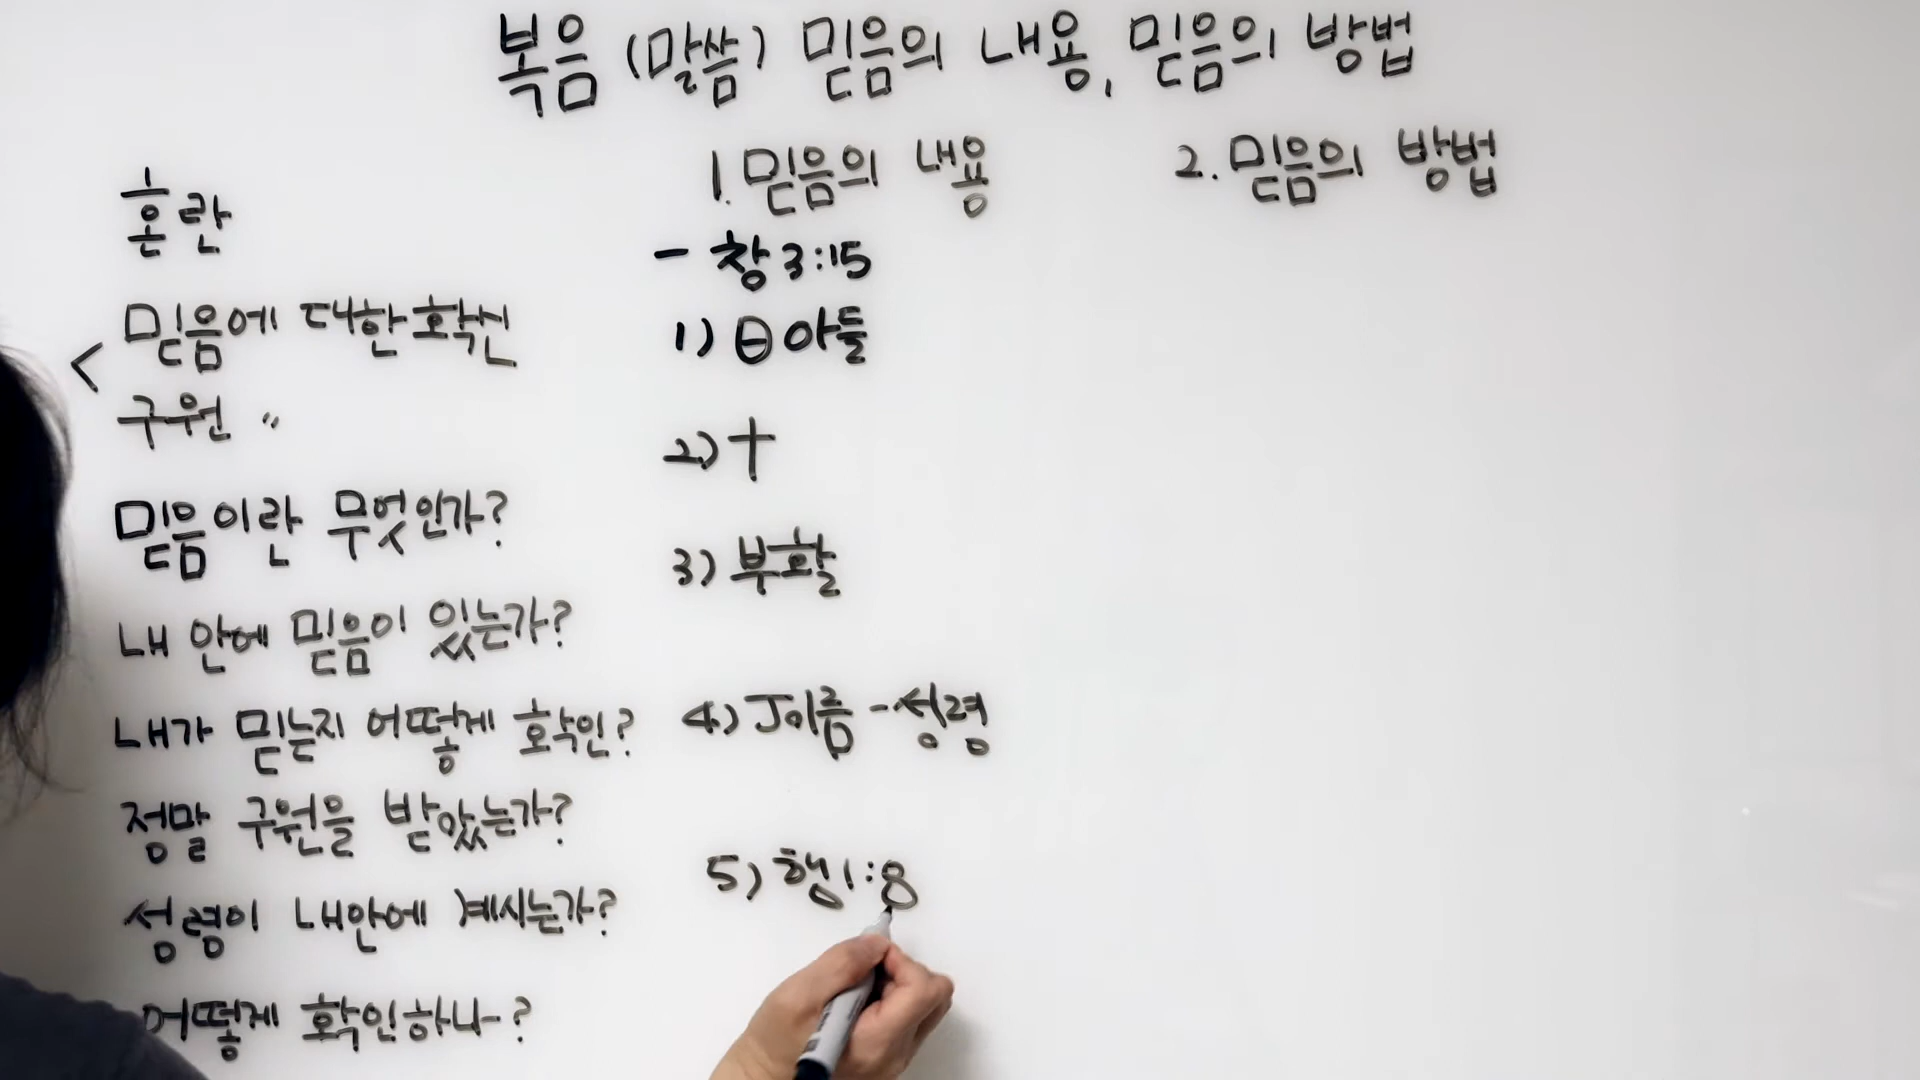 복음 (말씀) 믿음의 내용, 믿음의 방법
혼란
< 믿음에 대한 확신
구원 〃
믿음이란 무엇인가?
내 안에 믿음이 있는가?
내가 믿는지 어떻게 확인?
정말 구원을 받았는가?
성령이 내안에 계시는가?
어떻게 확인하나?
1. 믿음의 내용
- 창 3:15
1) ㊀ 아들
2) 十
3) 부활
4) J이름 - 성령
5) 행 1:8
2. 믿음의 방법